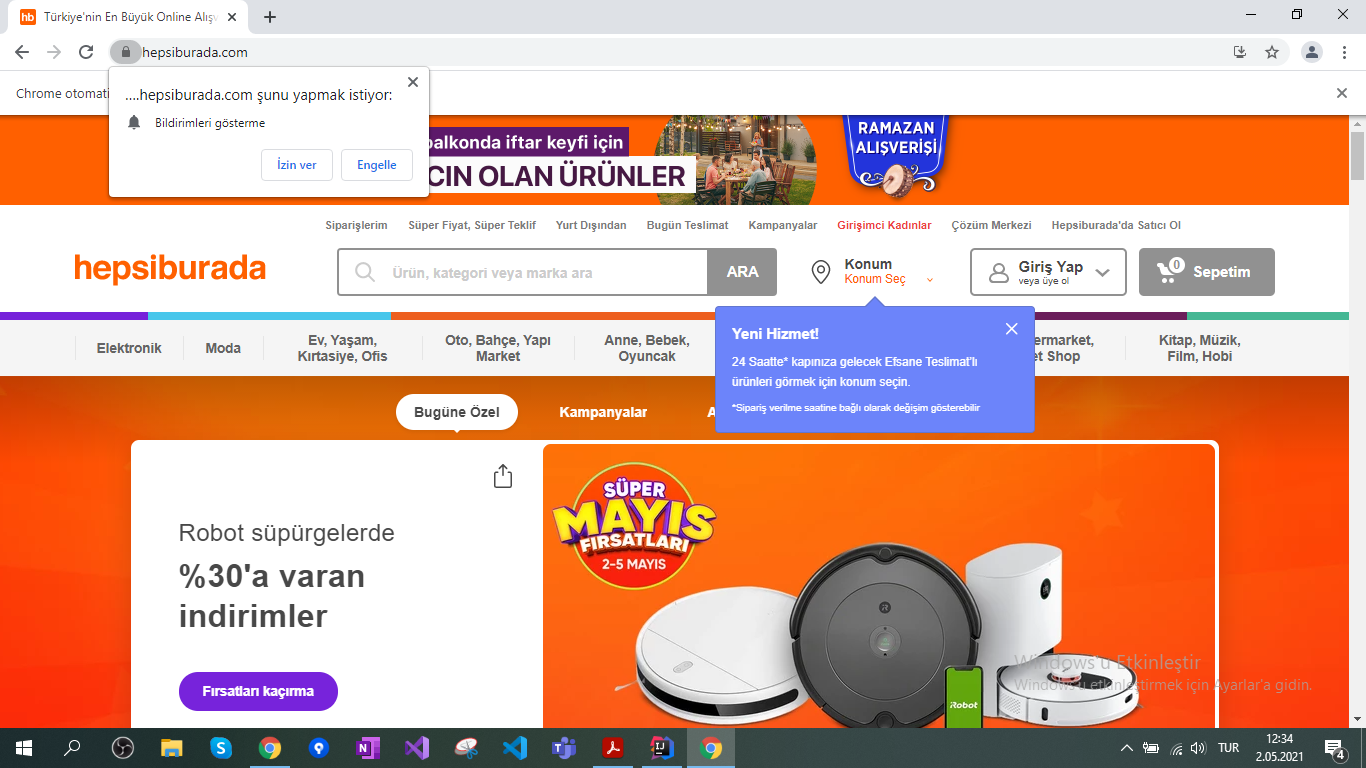 hb Türkiye'nin En Büyük Online Alışv
hepsiburada.com
Chrome otomati
....hepsiburada.com şunu yapmak istiyor:
Bildirimleri gösterme
İzin ver
Engelle
balkonda iftar keyfi için
CIN OLAN ÜRÜNLER
RAMAZAN
ALIŞVERİŞİ
Siparişlerim Süper Fiyat, Süper Teklif Yurt Dışından Bugün Teslimat Kampanyalar Girişimci Kadınlar Çözüm Merkezi Hepsiburada'da Satıcı Ol
hepsiburada
Ürün, kategori veya marka ara
ARA
Konum
Konum Seç
Giriş Yap
veya üye ol
0
Sepetim
Elektronik
Moda
Ev, Yaşam,
Kırtasiye, Ofis
Oto, Bahçe, Yapı
Market
Anne, Bebek,
Oyuncak
ermarket,
et Shop
Kitap, Müzik,
Film, Hobi
Yeni Hizmet!
24 Saatte* kapınıza gelecek Efsane Teslimat'lı
ürünleri görmek için konum seçin.
*Sipariş verilme saatine bağlı olarak değişim gösterebilir
Bugüne Özel
Kampanyalar
A
Robot süpürgelerde
%30'a varan
indirimler
Fırsatları kaçırma
SÜPER
MAYIS
FIRSATLARI
2-5 MAYIS
iRobot
Windows'u Etkinleştir
Windows'u etkinleştirmek için Ayarlar'a gidin.
TUR
12:34
2.05.2021
4